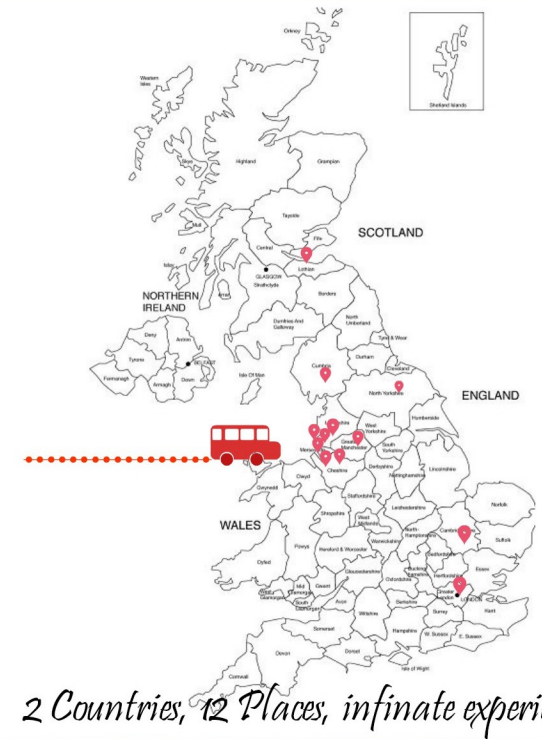 Orkney
Western
Isles
Shetland Islands
Skye
Highland
Grampian
Tayside
Mull
SCOTLAND
Fife
Central
Islay
Lothian
GLASGOW
Strathclyde
Arran
Borders
NORTHERN
IRELAND
Dumfries And
Galloway
North
Umberland
Derry
Antrim
Tyne & Wear
Tyrone
BELFAST
Durham
Cumbria
Cleveland
Isle Of Man
Fermanagh
Armagh
Down
North Yorkshire
ENGLAND
Humberside
West
Yorkshire
Greater
Manchester
South
Yorkshire
Cheshire
Derbyshire
Lincolnshire
Nottinghamshire
Clwyd
Gwynedd
Staffordshire
Norfolk
Leicestershire
Shropshire
West
Midlands
WALES
North-
Hamptonshire
Suffolk
Warwickshire
Powys
Hereford & Worcester
Bedfordshire
Dyfed
Essex
Gloucestershire
Hertfordshire
Oxfordshire
Gwent
Mid
Glamorgan
West
Glamorgan
South
Glamorgan
Greater
London
LONDON
Avon
Berkshire
Wiltshire
Surrey
Kent
Somerset
Hampshire
W. Sussex
E. Sussex
Devon
Dorset
Isle of Wight
Cornwall
2 Countries, 12 Places, infinate experi